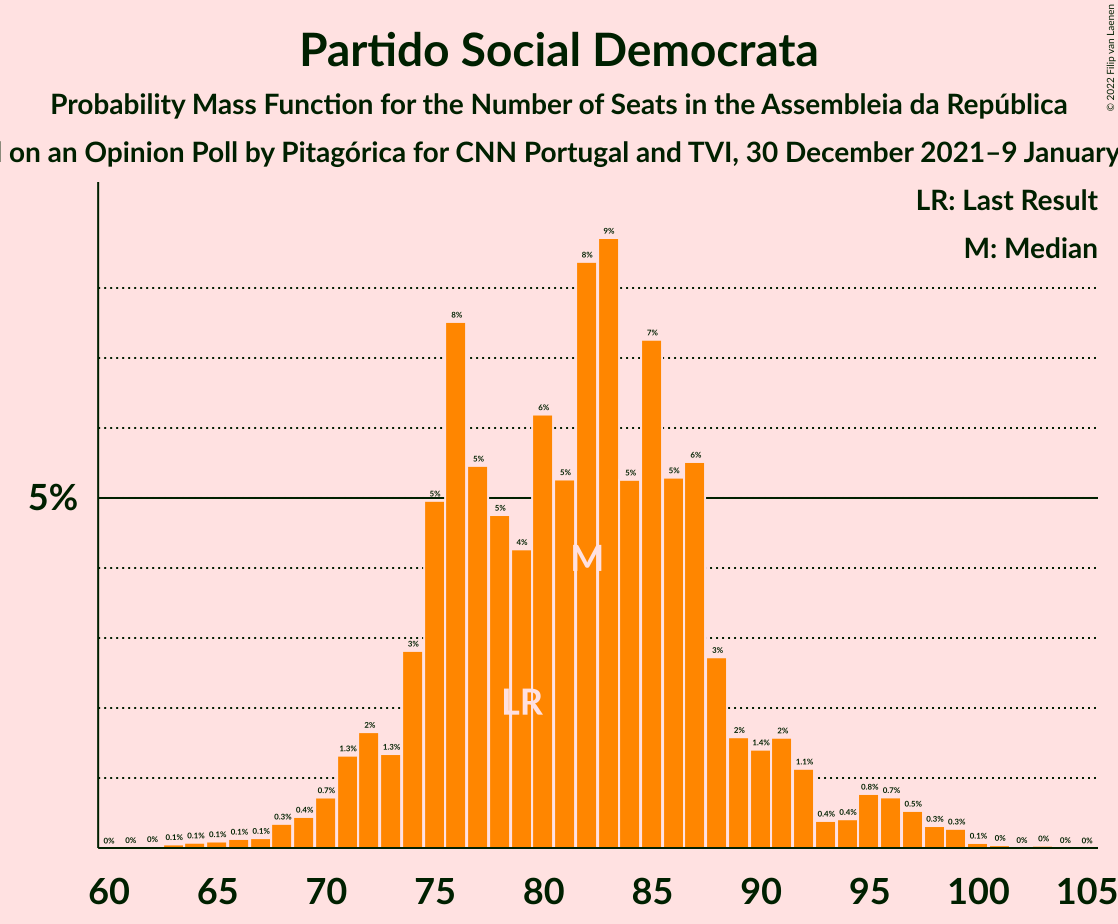 © 2022 Filip van Laenen
Partido Social Democrata
Probability Mass Function for the Number of Seats in the Assembleia da República
on an Opinion Poll by Pitagórica for CNN Portugal and TVI, 30 December 2021–9 January
LR: Last Result
M: Median
5%
0% 0% 0% 0.1% 0.1% 0.1% 0.1% 0.1% 0.3% 0.4% 0.7% 1.3% 2% 1.3% 3% 5% 8% 5% 5% 4% 6% 5% 8% 9% 5% 7% 5% 6% 3% 2% 1.4% 2% 1.1% 0.4% 0.4% 0.8% 0.7% 0.5% 0.3% 0.3% 0.1% 0% 0% 0% 0% 0%
M
LR
60 65 70 75 80 85 90 95 100 105